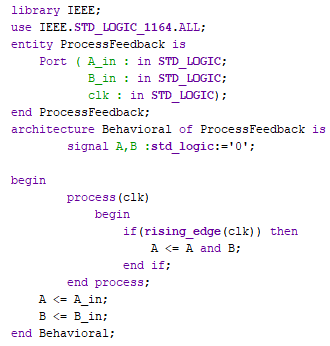 library IEEE;
use IEEE.STD_LOGIC_1164.ALL;
entity ProcessFeedback is
Port ( A_in : in STD_LOGIC;
B_in : in STD_LOGIC;
clk : in STD_LOGIC);
end ProcessFeedback;
architecture Behavioral of ProcessFeedback is
signal A,B :std_logic:='0';
begin
process(clk)
begin
if(rising_edge(clk)) then
A <= A and B;
end if;
end process;
A <= A_in;
B <= B_in;
end Behavioral;